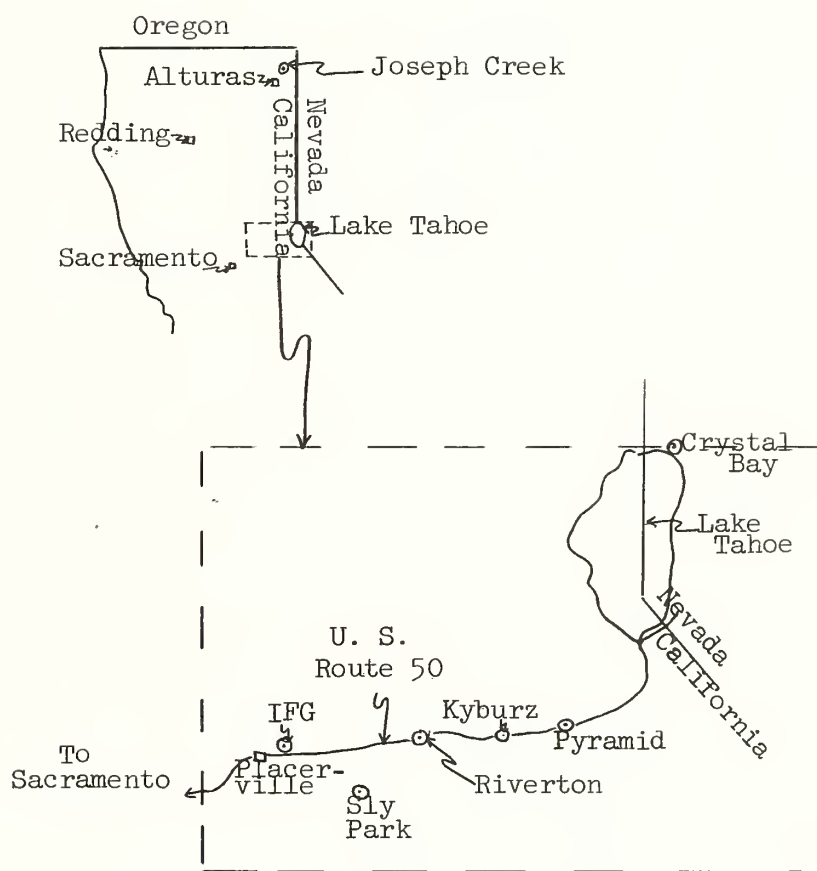 Oregon
Joseph Creek
Alturas
Nevada
California
Redding
Lake Tahoe
Sacramento
Crystal
Bay
Lake
Tahoe
Nevada
California
U. S.
Route 50
IFG
Kyburz
Pyramid
To
Sacramento
Placer-
ville
Riverton
Sly
Park